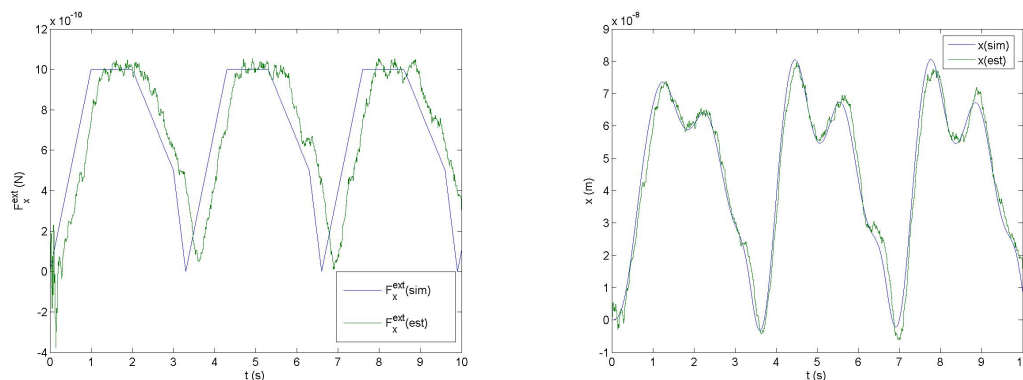 x 10^-10
12
10
8
6
4
2
0
-2
-4
F_x^ext (N)
0 1 2 3 4 5 6 7 8 9 10
t (s)
F_x^ext(sim)
F_x^ext(est)
x 10^-8
9
8
7
6
5
4
3
2
1
0
-1
x (m)
0 1 2 3 4 5 6 7 8 9 10
t (s)
x(sim)
x(est)